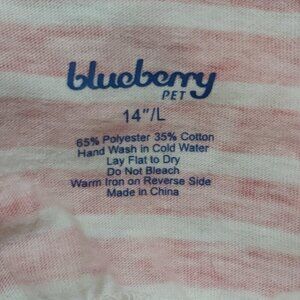 blueberry
PET
14"/L
65% Polyester 35% Cotton
Hand Wash in Cold Water
Lay Flat to Dry
Do Not Bleach
Warm Iron on Reverse Side
Made in China